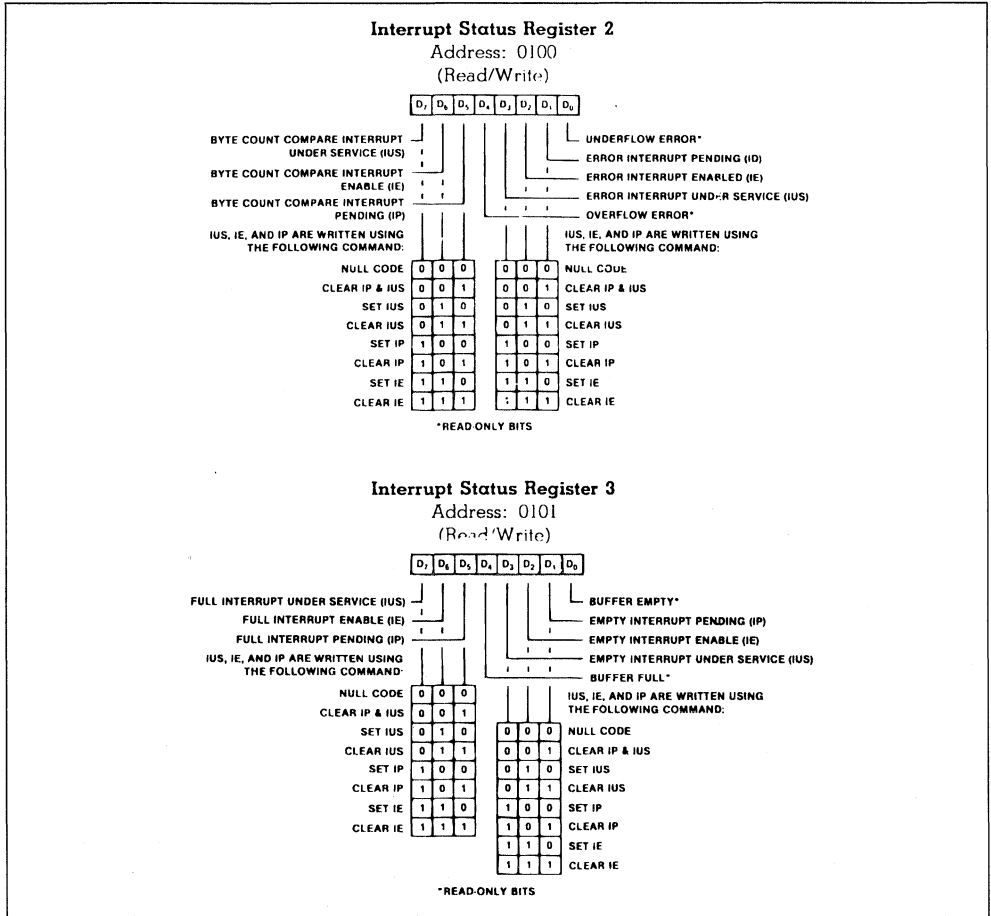 Interrupt Status Register 2
Address: 0100
(Read/Write)
D7 D6 D5 D4 D3 D2 D1 D0
BYTE COUNT COMPARE INTERRUPT
UNDER SERVICE (IUS)
BYTE COUNT COMPARE INTERRUPT
ENABLE (IE)
BYTE COUNT COMPARE INTERRUPT
PENDING (IP)
IUS, IE, AND IP ARE WRITTEN USING
THE FOLLOWING COMMAND:
NULL CODE 0 0 0
CLEAR IP & IUS 0 0 1
SET IUS 0 1 0
CLEAR IUS 0 1 1
SET IP 1 0 0
CLEAR IP 1 0 1
SET IE 1 1 0
CLEAR IE 1 1 1
UNDERFLOW ERROR*
ERROR INTERRUPT PENDING (ID)
ERROR INTERRUPT ENABLED (IE)
ERROR INTERRUPT UNDER SERVICE (IUS)
OVERFLOW ERROR*
IUS, IE, AND IP ARE WRITTEN USING
THE FOLLOWING COMMAND:
0 0 0 NULL CODE
0 0 1 CLEAR IP & IUS
0 1 0 SET IUS
0 1 1 CLEAR IUS
1 0 0 SET IP
1 0 1 CLEAR IP
1 1 0 SET IE
1 1 1 CLEAR IE
*READ-ONLY BITS
Interrupt Status Register 3
Address: 0101
(Read/Write)
D7 D6 D5 D4 D3 D2 D1 D0
FULL INTERRUPT UNDER SERVICE (IUS)
FULL INTERRUPT ENABLE (IE)
FULL INTERRUPT PENDING (IP)
IUS, IE, AND IP ARE WRITTEN USING
THE FOLLOWING COMMAND:
NULL CODE 0 0 0
CLEAR IP & IUS 0 0 1
SET IUS 0 1 0
CLEAR IUS 0 1 1
SET IP 1 0 0
CLEAR IP 1 0 1
SET IE 1 1 0
CLEAR IE 1 1 1
BUFFER EMPTY*
EMPTY INTERRUPT PENDING (IP)
EMPTY INTERRUPT ENABLE (IE)
EMPTY INTERRUPT UNDER SERVICE (IUS)
BUFFER FULL*
IUS, IE, AND IP ARE WRITTEN USING
THE FOLLOWING COMMAND:
0 0 0 NULL CODE
0 0 1 CLEAR IP & IUS
0 1 0 SET IUS
0 1 1 CLEAR IUS
1 0 0 SET IP
1 0 1 CLEAR IP
1 1 0 SET IE
1 1 1 CLEAR IE
*READ-ONLY BITS